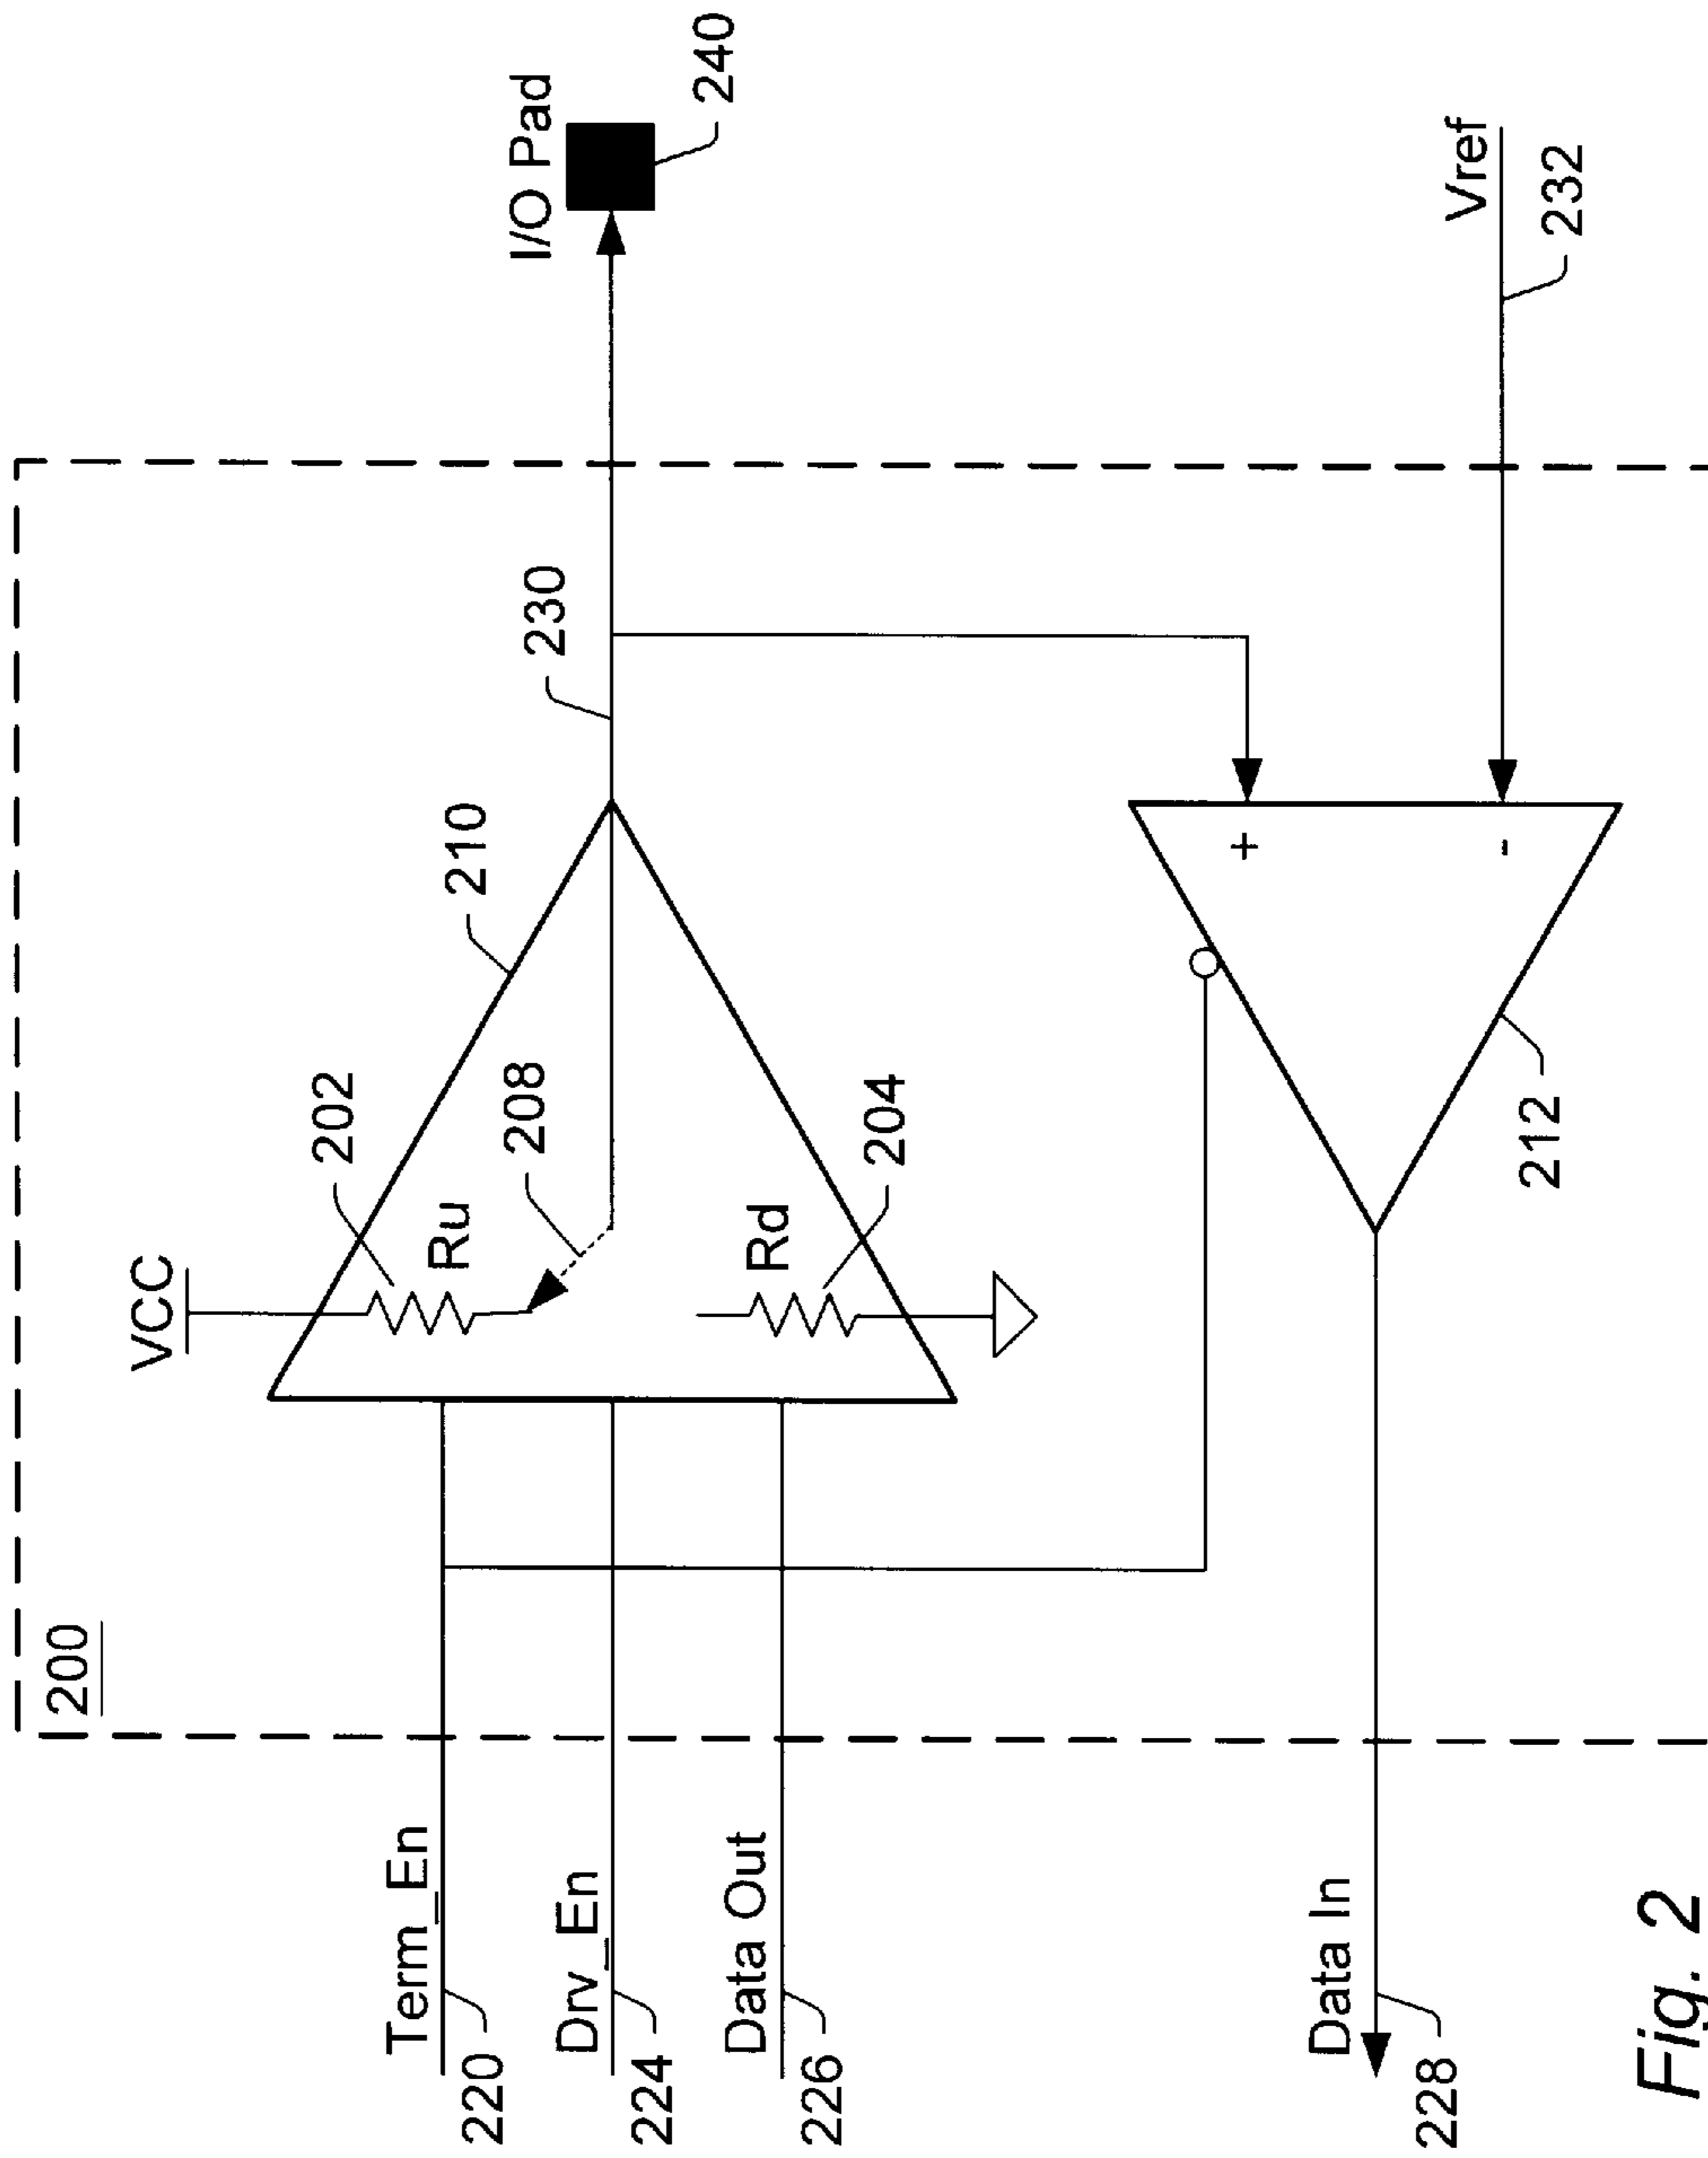 200
VCC
202
210
Ru
208
230
I/O Pad
240
Term_En
220
Drv_En
224
Rd
204
Data Out
226
+
-
Vref
232
212
Data In
228
Fig. 2